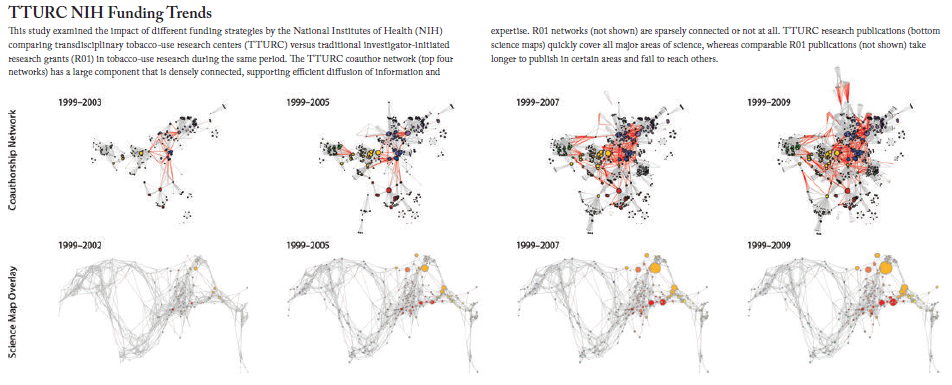 TTURC NIH Funding Trends
This study examined the impact of different funding strategies by the National Institutes of Health (NIH)
comparing transdisciplinary tobacco-use research centers (TTURC) versus traditional investigator-initiated
research grants (R01) in tobacco-use research during the same period. The TTURC coauthor network (top four
networks) has a large component that is densely connected, supporting efficient diffusion of information and
expertise. R01 networks (not shown) are sparsely connected or not at all. TTURC research publications (bottom
science maps) quickly cover all major areas of science, whereas comparable R01 publications (not shown) take
longer to publish in certain areas and fail to reach others.
Coauthorship Network
1999–2003
1999–2005
1999–2007
1999–2009
Science Map Overlay
1999–2002
1999–2005
1999–2007
1999–2009